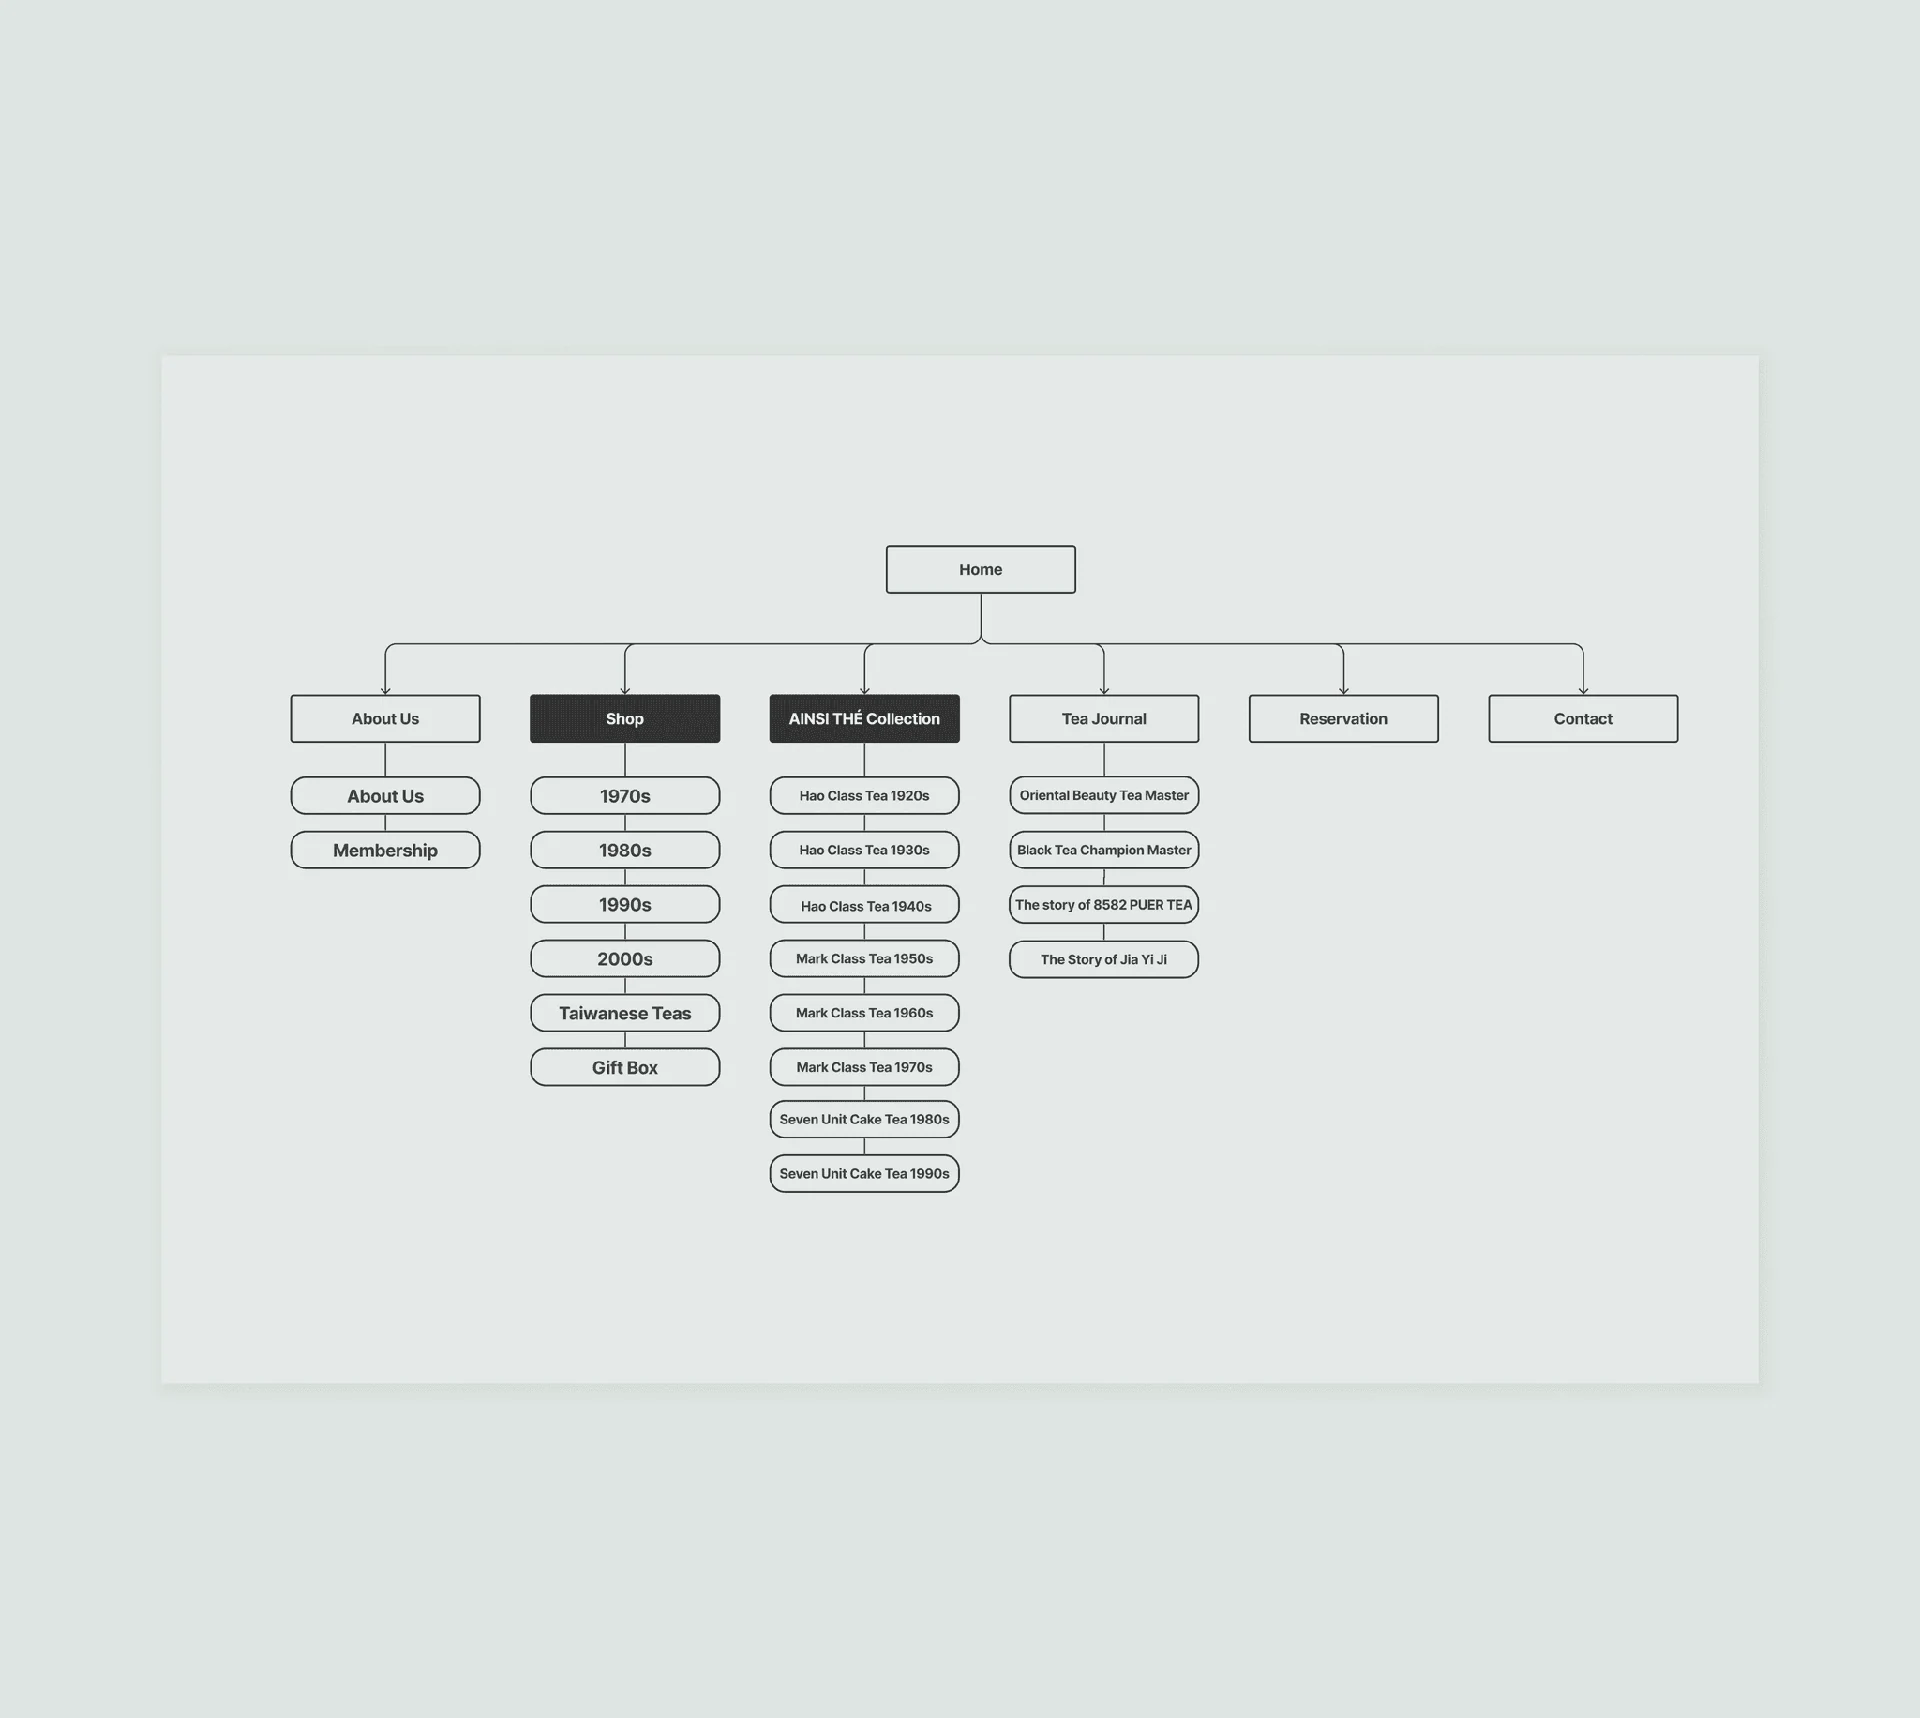 Home
About Us
Shop
AINSI THÉ Collection
Tea Journal
Reservation
Contact
About Us
Membership
1970s
1980s
1990s
2000s
Taiwanese Teas
Gift Box
Hao Class Tea 1920s
Hao Class Tea 1930s
Hao Class Tea 1940s
Mark Class Tea 1950s
Mark Class Tea 1960s
Mark Class Tea 1970s
Seven Unit Cake Tea 1980s
Seven Unit Cake Tea 1990s
Oriental Beauty Tea Master
Black Tea Champion Master
The story of 8582 PUER TEA
The Story of Jia Yi Ji